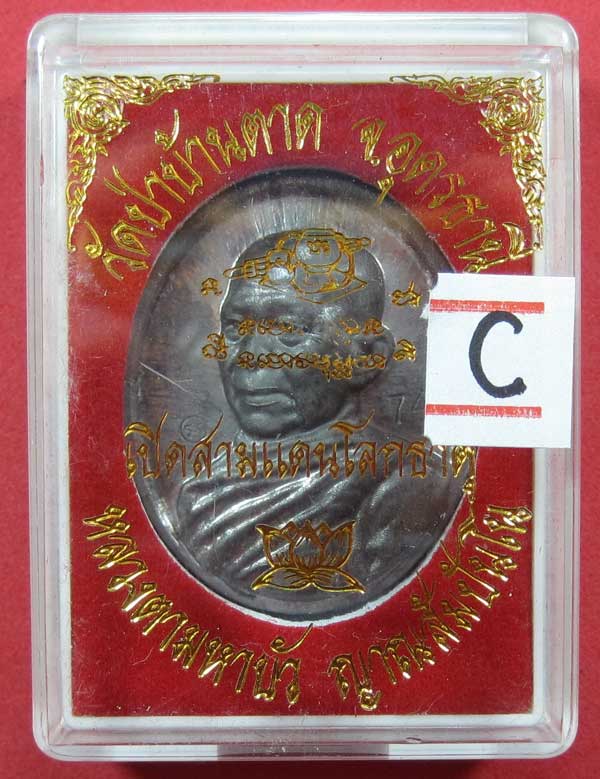 วัดป่าบ้านตาด จ.อุดรธานี
C
เปิดสามแดนโลกธาตุ
หลวงตามหาบัว ญาณสัมปันโน